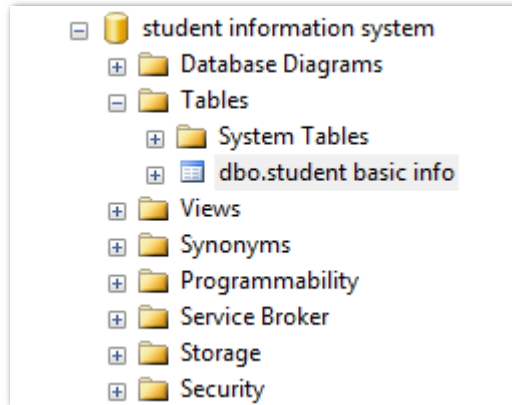 student information system
Database Diagrams
Tables
System Tables
dbo.student basic info
Views
Synonyms
Programmability
Service Broker
Storage
Security